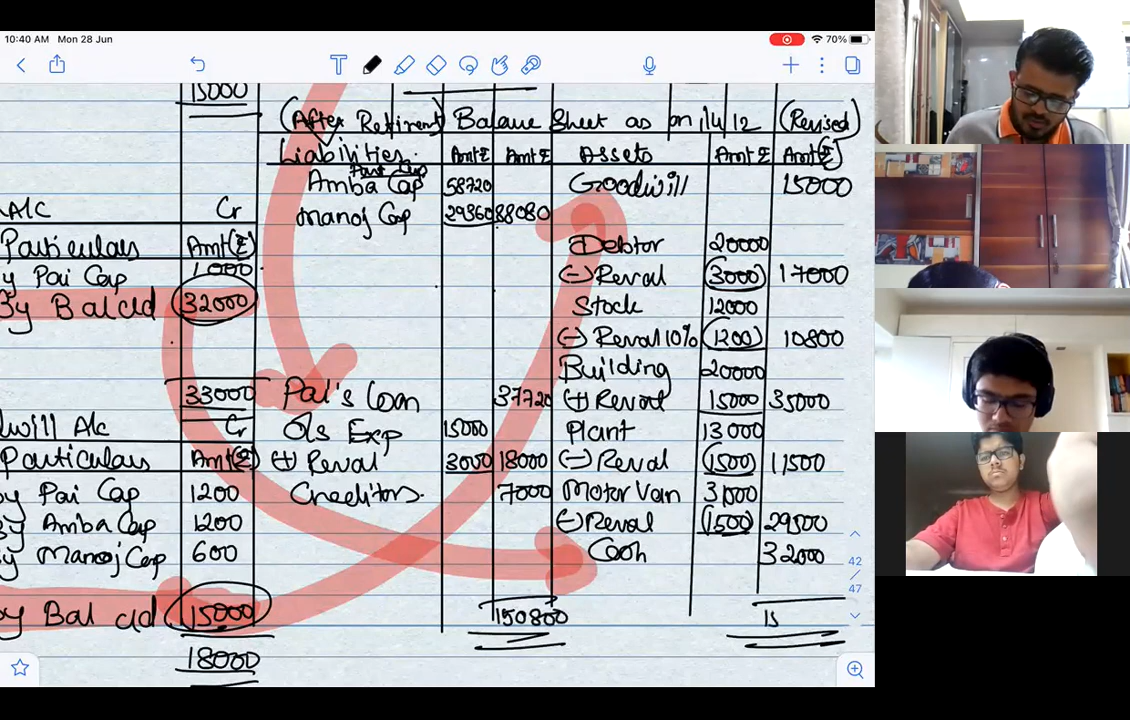 10:40 AM Mon 28 Jun
70%
T
15000
(After Retirent) Balance Sheet as on 1/4/12 (Revised)
Liabilities Amt ₹ Amt ₹ Assets Amt ₹ Amt(₹)
Amba Cap 58720 Goodwill 15000
A/c Cr Manoj Cap 29360 88080
Particulars Amt(₹) Debtor 20000
By Pai Cap 1000 (-) Reval (3000) 17000
By Bal c/d 32000 Stock 12000
(-) Reval 10% (1200) 10800
Building 20000
33000 Pai's Loan 37720 (+) Reval 15000 35000
will A/c Cr O/s Exp 15000 Plant 13000
Particulars Amt(₹) (+) Reval 3000 18000 (-) Reval (1500) 11500
by Pai Cap 1200 Creditors. 7000 Motor Van 31000
By Amba Cap 1200 (-) Reval (1500) 29500
By Manoj Cap 600 Cash 32000
42
/
47
By Bal c/d 15000 150800 15
18000